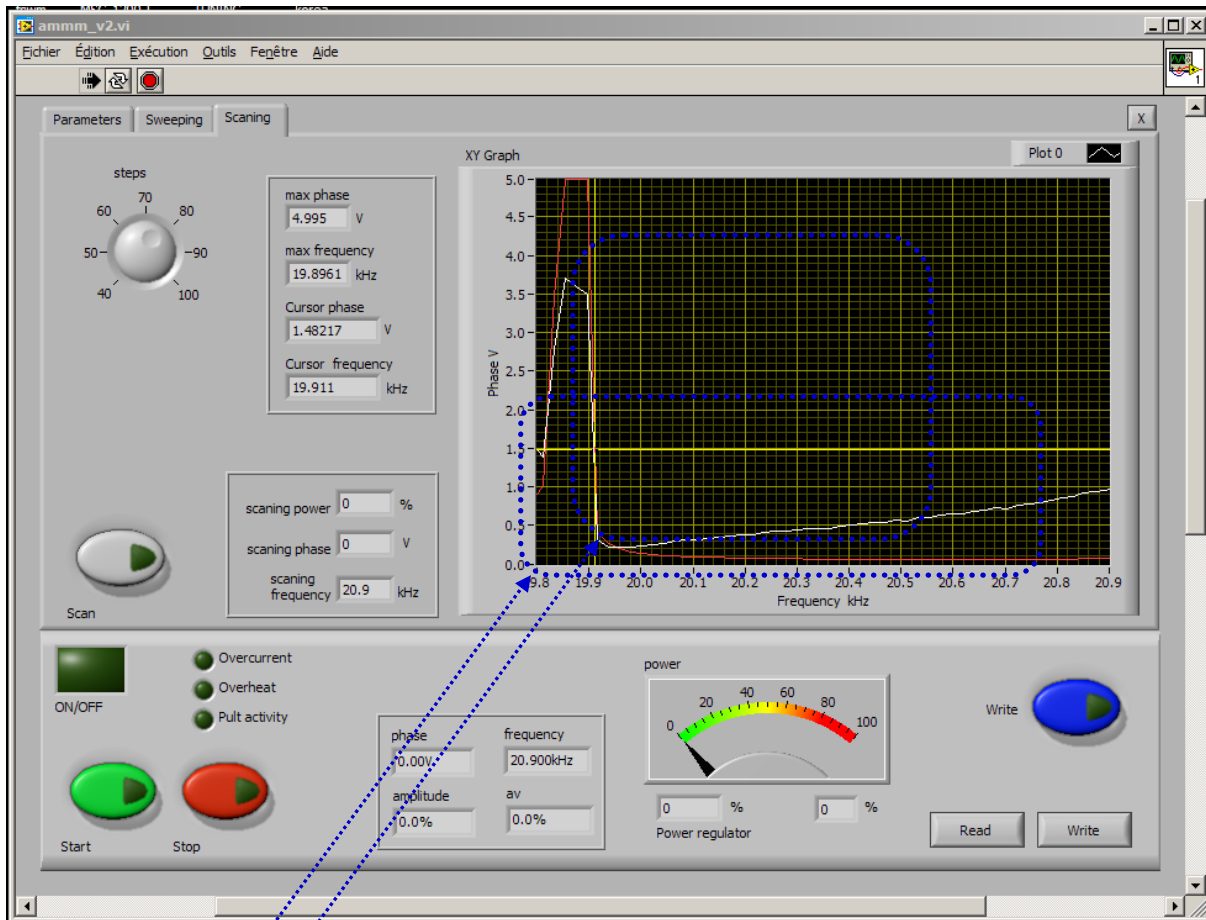 ammm_v2.vi
Fichier Édition Exécution Outils Fenêtre Aide
1
Parameters Sweeping Scaning X
steps
40 50 60 70 80 90 100
max phase
4.995 V
max frequency
19.8961 kHz
Cursor phase
1.48217 V
Cursor frequency
19.911 kHz
XY Graph
Plot 0
5.0
4.5
4.0
3.5
3.0
2.5
2.0
1.5
1.0
0.5
0.0
Phase V
19.8 19.9 20.0 20.1 20.2 20.3 20.4 20.5 20.6 20.7 20.8 20.9
Frequency kHz
scaning power 0 %
scaning phase 0 V
scaning
frequency 20.9 kHz
Scan
ON/OFF
Overcurrent
Overheat
Pult activity
Start Stop
phase frequency
0.00V 20.900kHz
amplitude av
0.0% 0.0%
power
0 20 40 60 80 100
0 % 0 %
Power regulator
Write
Read Write